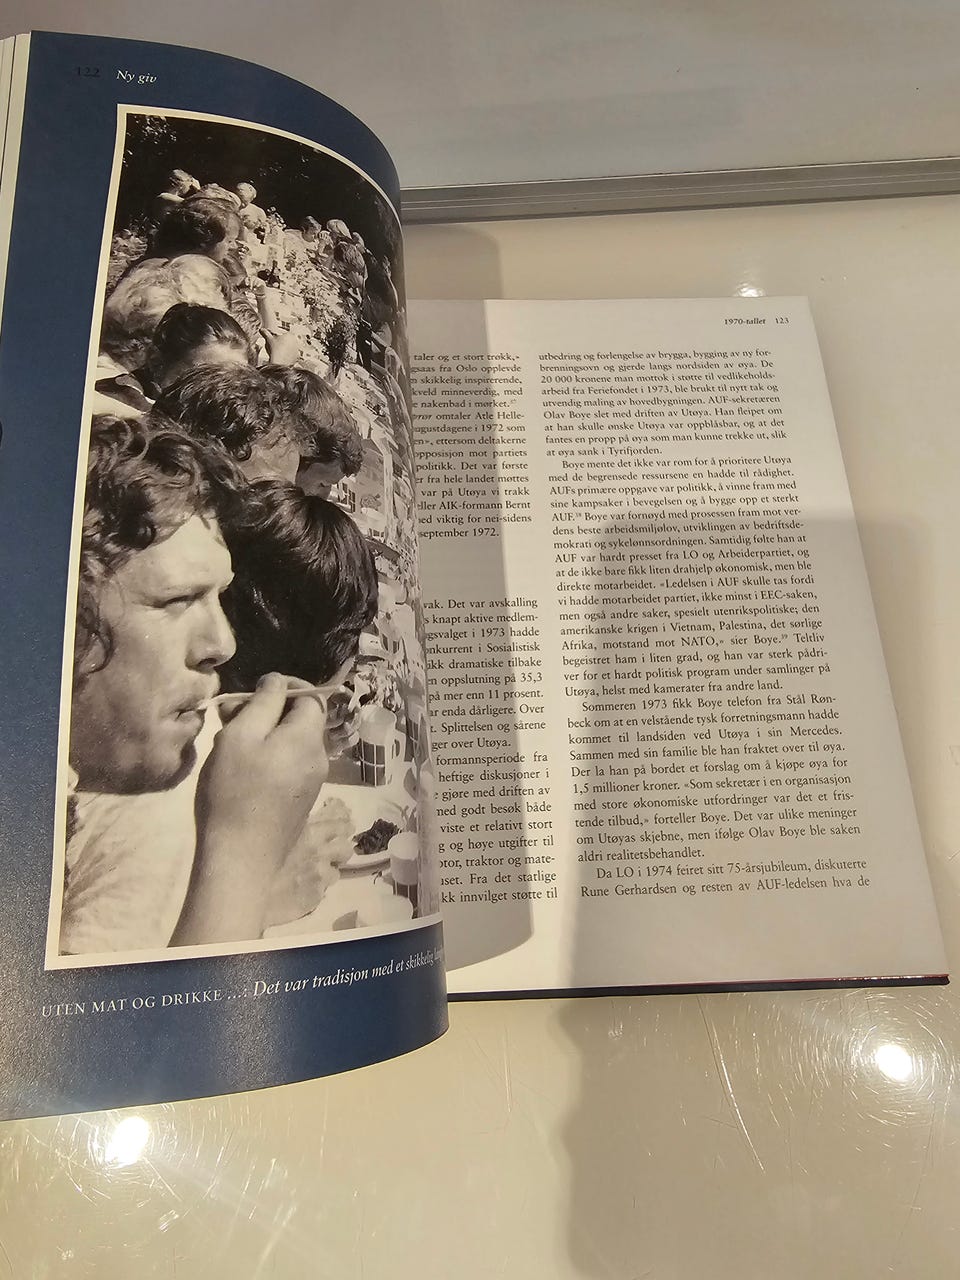 122 Ny giv
UTEN MAT OG DRIKKE ...: Det var tradisjon med et skikkelig
1970-tallet 123
taler og et stort trøkk,»
gsaas fra Oslo opplevde
skikkelig inspirerende,
kveld minneverdig, med
nakenbad i mørket.
omtaler Atle Helle-
gustdagene i 1972 som
en», ettersom deltakerne
opposisjon mot partiets
politikk. Det var første
er fra hele landet møttes
var på Utøya vi trakk
ller AIK-formann Bernt
ned viktig for nei-sidens
september 1972.
vak. Det var avskalling
s knapt aktive medlem-
gsvalget i 1973 hadde
nkurrent i Sosialistisk
ikk dramatiske tilbake
en oppslutning på 35,3
på mer enn 11 prosent.
ar enda dårligere. Over
t. Splittelsen og sårene
ger over Utøya.
formannsperiode fra
heftige diskusjoner i
gjøre med driften av
med godt besøk både
viste et relativt stort
g og høye utgifter til
otor, traktor og mate-
uset. Fra det statlige
kk innvilget støtte til
utbedring og forlengelse av brygga, bygging av ny for-
brenningsovn og gjerde langs nordsiden av øya. De
20 000 kronene man mottok i støtte til vedlikeholds-
arbeid fra Feriefondet i 1973, ble brukt til nytt tak og
utvendig maling av hovedbygningen. AUF-sekretæren
Olav Boye slet med driften av Utøya. Han fleipet om
at han skulle ønske Utøya var oppblåsbar, og at det
fantes en propp på øya som man kunne trekke ut, slik
at øya sank i Tyrifjorden.
Boye mente det ikke var rom for å prioritere Utøya
med de begrensede ressursene en hadde til rådighet.
AUFs primære oppgave var politikk, å vinne fram med
sine kampsaker i bevegelsen og å bygge opp et sterkt
AUF.³⁸ Boye var fornøyd med prosessen fram mot ver-
dens beste arbeidsmiljølov, utviklingen av bedriftsde-
mokrati og sykelønnsordningen. Samtidig følte han at
AUF var hardt presset fra LO og Arbeiderpartiet, og
at de ikke bare fikk liten drahjelp økonomisk, men ble
direkte motarbeidet. «Ledelsen i AUF skulle tas fordi
vi hadde motarbeidet partiet, ikke minst i EEC-saken,
men også andre saker, spesielt utenrikspolitiske; den
amerikanske krigen i Vietnam, Palestina, det sørlige
Afrika, motstand mot NATO,» sier Boye.³⁹ Teltliv
begeistret ham i liten grad, og han var sterk pådri-
ver for et hardt politisk program under samlinger på
Utøya, helst med kamerater fra andre land.
Sommeren 1973 fikk Boye telefon fra Stål Røn-
beck om at en velstående tysk forretningsmann hadde
kommet til landsiden ved Utøya i sin Mercedes.
Sammen med sin familie ble han fraktet over til øya.
Der la han på bordet et forslag om å kjøpe øya for
1,5 millioner kroner. «Som sekretær i en organisasjon
med store økonomiske utfordringer var det et fris-
tende tilbud,» forteller Boye. Det var ulike meninger
om Utøyas skjebne, men ifølge Olav Boye ble saken
aldri realitetsbehandlet.
Da LO i 1974 feiret sitt 75-årsjubileum, diskuterte
Rune Gerhardsen og resten av AUF-ledelsen hva de